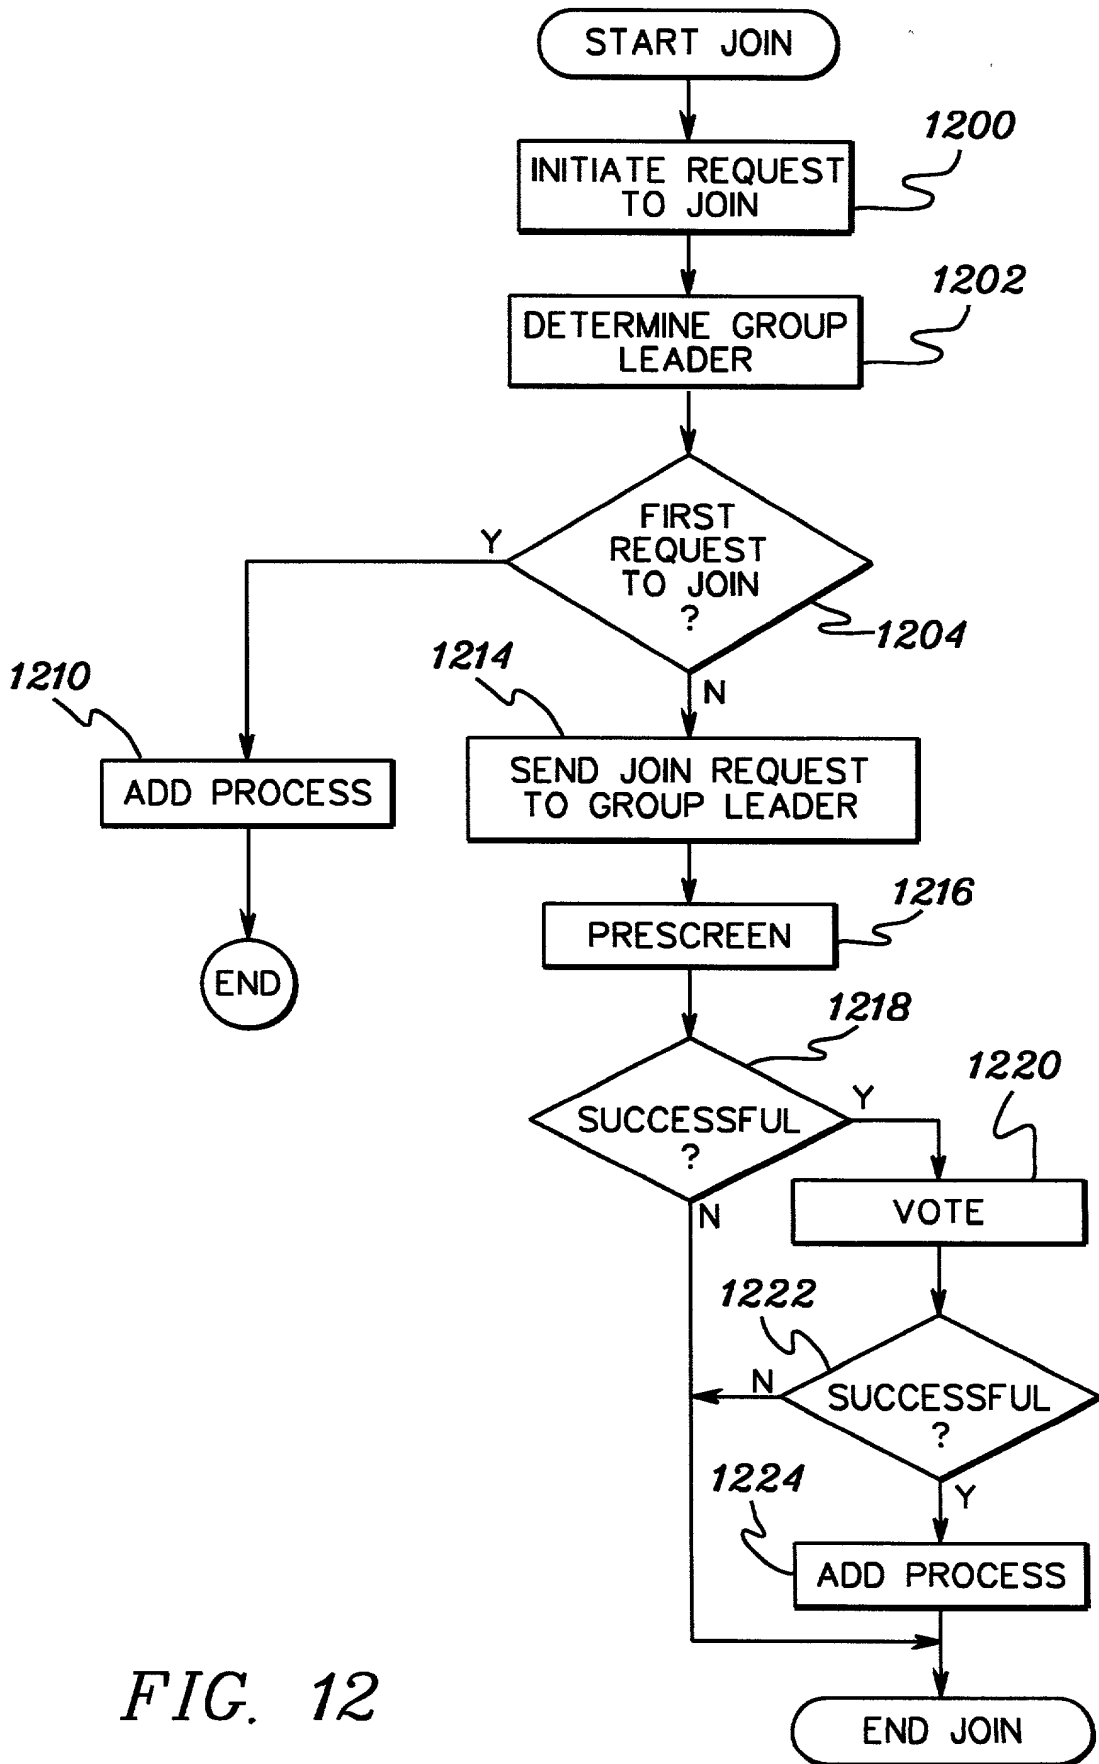 START JOIN
1200
INITIATE REQUEST
TO JOIN
1202
DETERMINE GROUP
LEADER
FIRST
REQUEST
TO JOIN
?
Y
1204
N
1210
ADD PROCESS
END
1214
SEND JOIN REQUEST
TO GROUP LEADER
1216
PRESCREEN
1218
SUCCESSFUL
?
Y
N
1220
VOTE
1222
SUCCESSFUL
?
N
Y
1224
ADD PROCESS
END JOIN
FIG. 12